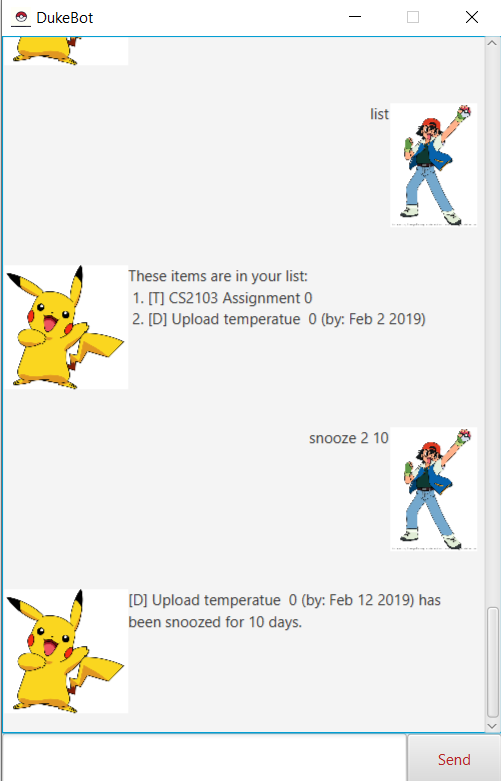 DukeBot
list
These items are in your list:
1. [T] CS2103 Assignment 0
2. [D] Upload temperatue  0 (by: Feb 2 2019)
snooze 2 10
[D] Upload temperatue  0 (by: Feb 12 2019) has
been snoozed for 10 days.
Send